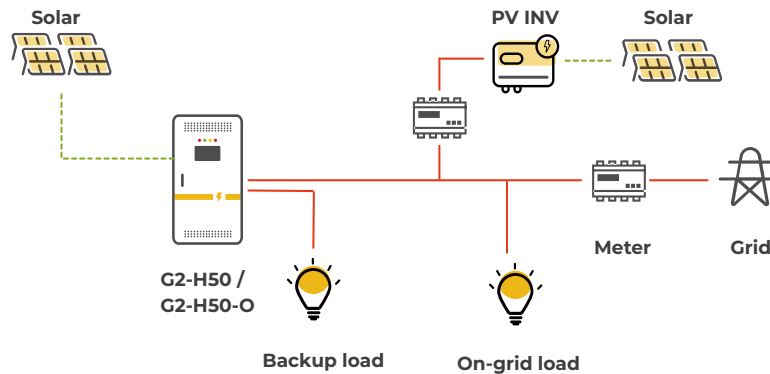 Solar
PV INV
Solar
Meter
Grid
G2-H50 /
G2-H50-O
Backup load
On-grid load